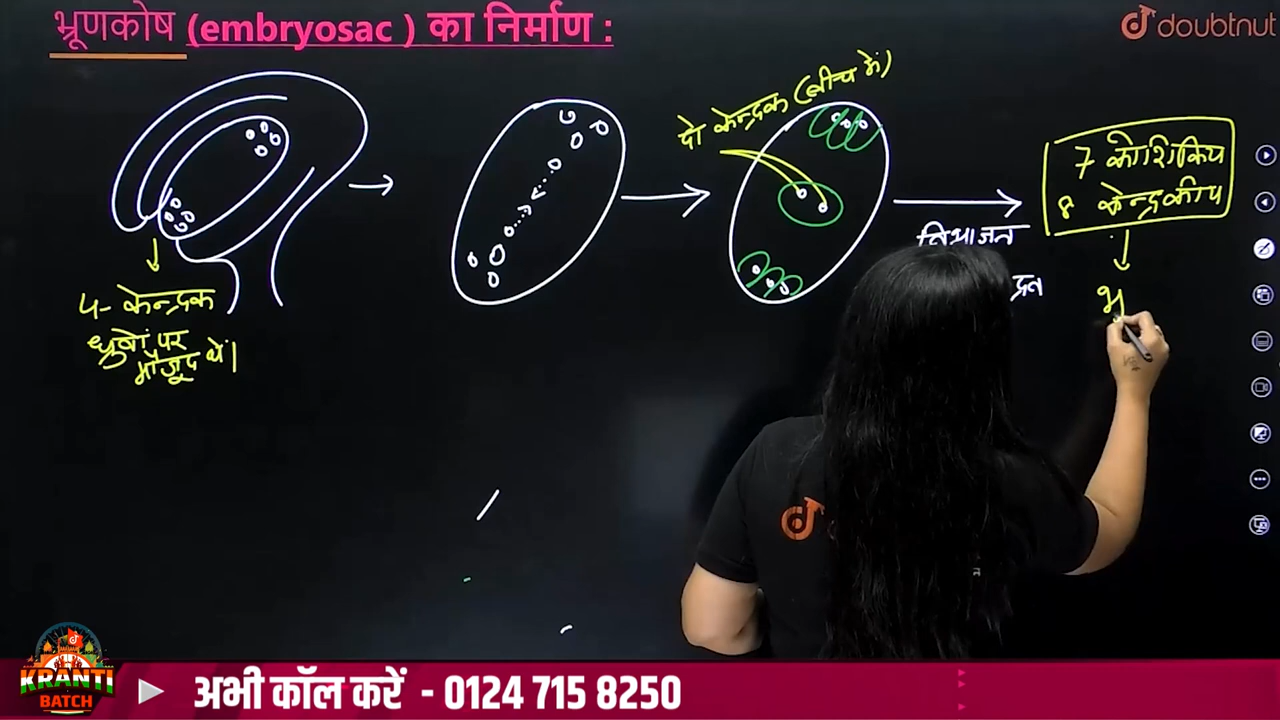 भ्रूणकोष (embryosac ) का निर्माण :
doubtnut
दो केन्द्रक (बीच में)
7 कोशिकिय
8 केन्द्रकीय
विभाजन
भ्रू
4- केन्द्रक
ध्रुवों पर
मौजूद थे।
KRANTI
BATCH
अभी कॉल करें - 0124 715 8250